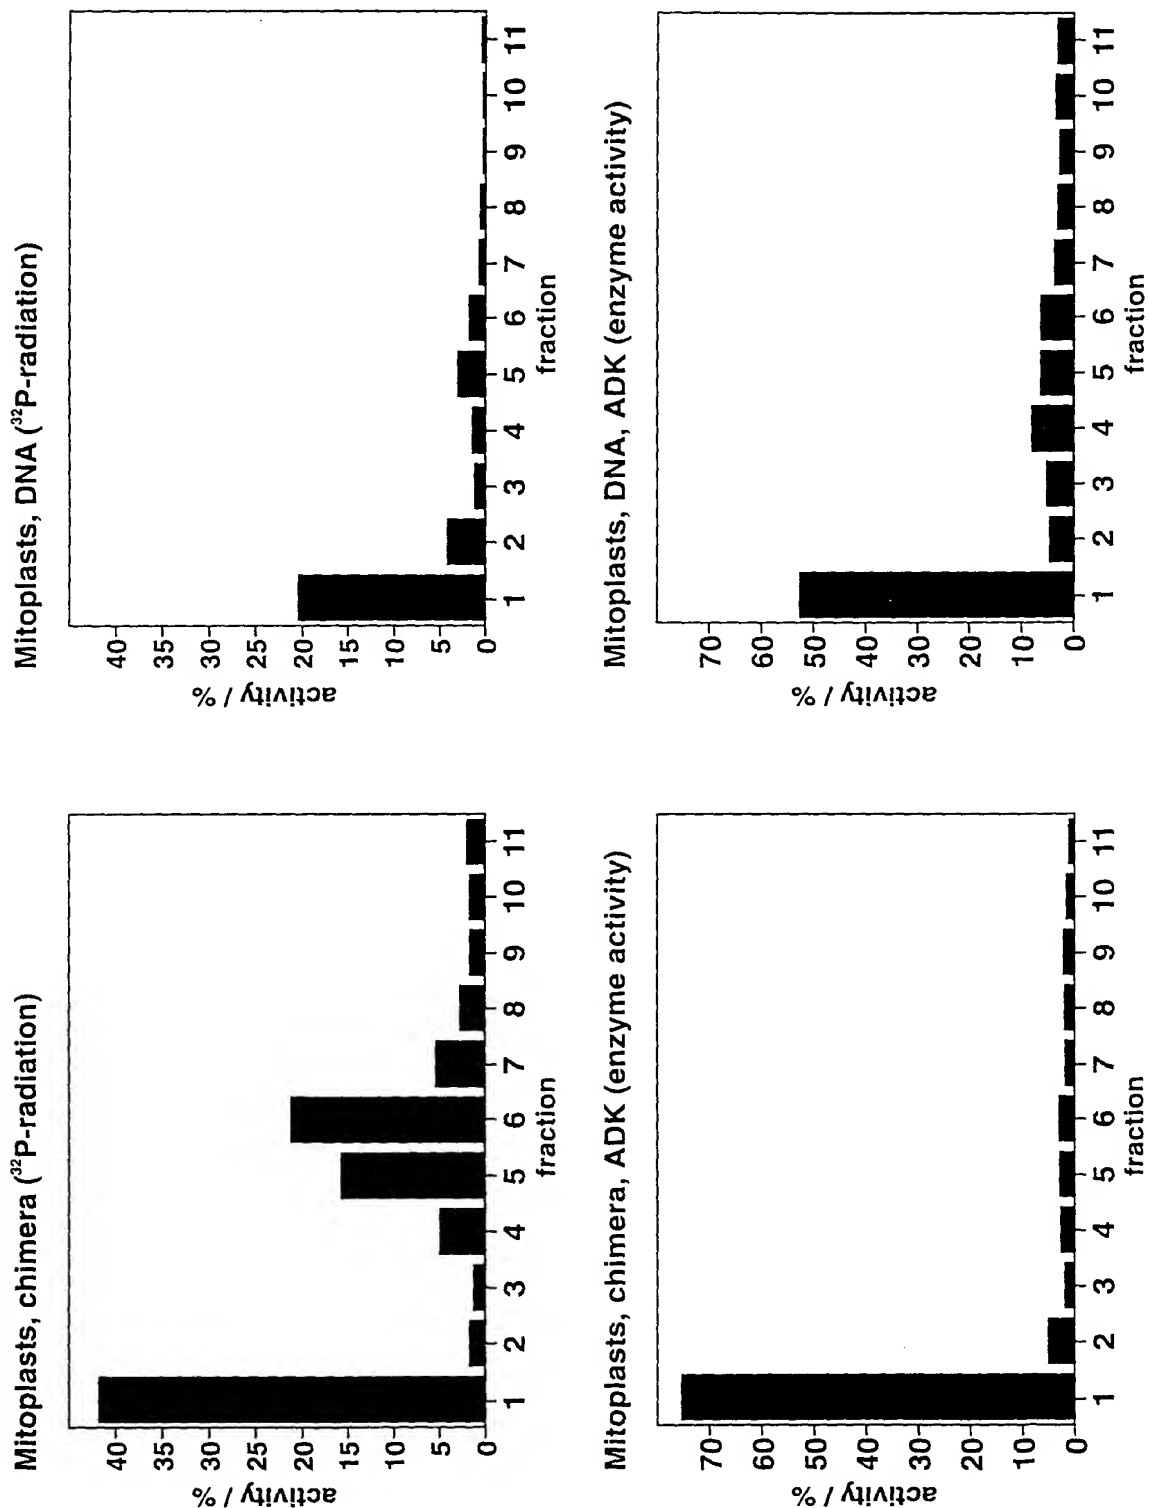 Mitoplasts, chimera (³²P-radiation)
activity / %
40
35
30
25
20
15
10
5
0
1 2 3 4 5 6 7 8 9 10 11
fraction
Mitoplasts, DNA (³²P-radiation)
activity / %
40
35
30
25
20
15
10
5
0
1 2 3 4 5 6 7 8 9 10 11
fraction
Mitoplasts, chimera, ADK (enzyme activity)
activity / %
70
60
50
40
30
20
10
0
1 2 3 4 5 6 7 8 9 10 11
fraction
Mitoplasts, DNA, ADK (enzyme activity)
activity / %
70
60
50
40
30
20
10
0
1 2 3 4 5 6 7 8 9 10 11
fraction